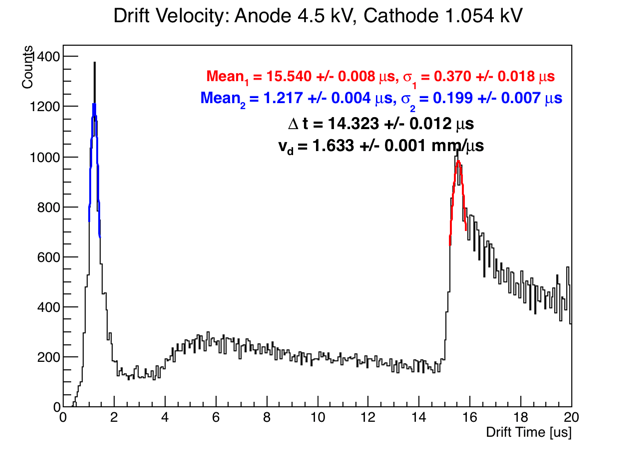 Drift Velocity: Anode 4.5 kV, Cathode 1.054 kV
Counts
1400
1200
1000
800
600
400
200
0
Mean₁ = 15.540 +/- 0.008 μs, σ₁ = 0.370 +/- 0.018 μs
Mean₂ = 1.217 +/- 0.004 μs, σ₂ = 0.199 +/- 0.007 μs
Δ t = 14.323 +/- 0.012 μs
v_d = 1.633 +/- 0.001 mm/μs
0 2 4 6 8 10 12 14 16 18 20
Drift Time [us]